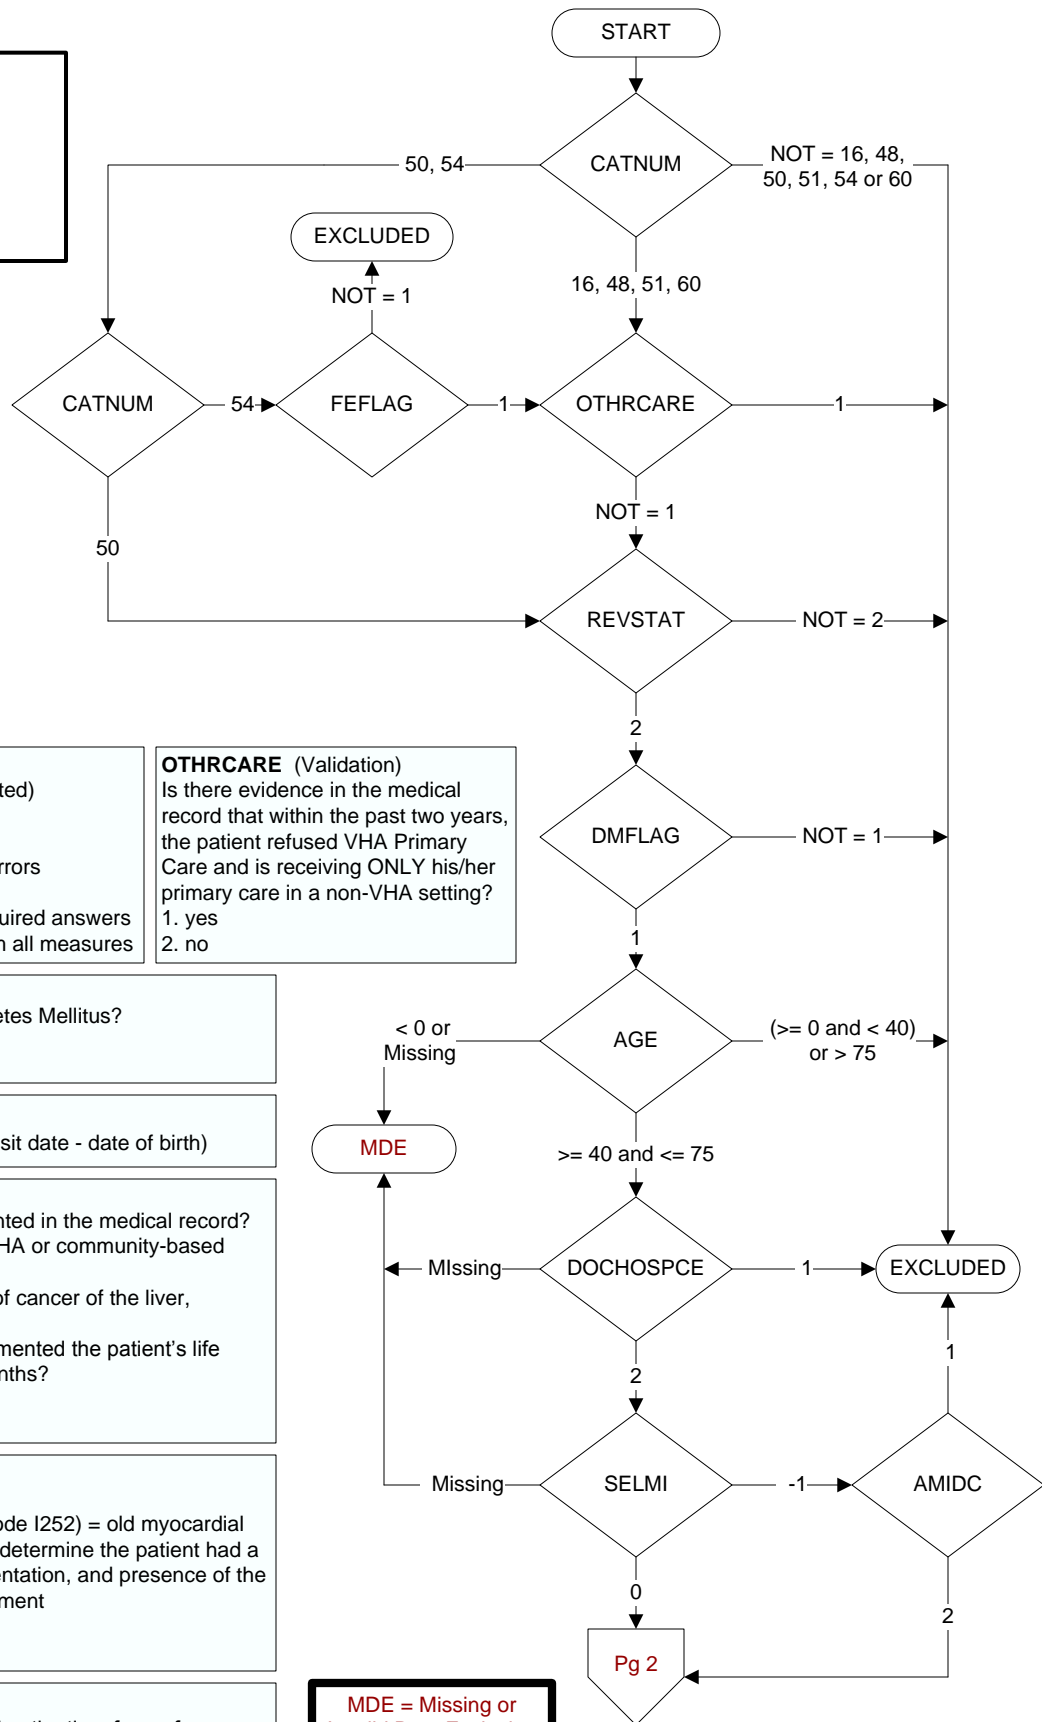 START
CATNUM
50, 54
NOT = 16, 48,
50, 51, 54 or 60
EXCLUDED
NOT = 1
16, 48, 51, 60
CATNUM
54
FEFLAG
1
OTHRCARE
1
NOT = 1
50
REVSTAT
NOT = 2
2
ted)
rrors
uired answers
n all measures
OTHRCARE (Validation)
Is there evidence in the medical
record that within the past two years,
the patient refused VHA Primary
Care and is receiving ONLY his/her
primary care in a non-VHA setting?
1. yes
2. no
DMFLAG
NOT = 1
1
etes Mellitus?
< 0 or
Missing
AGE
(>= 0 and < 40)
or > 75
sit date - date of birth)
MDE
>= 40 and <= 75
nted in the medical record?
HA or community-based
of cancer of the liver,
mented the patient's life
nths?
MIssing
DOCHOSPCE
1
EXCLUDED
2
1
Missing
SELMI
-1
AMIDC
ode I252) = old myocardial
determine the patient had a
entation, and presence of the
ment
0
2
Pg 2
MDE = Missing or